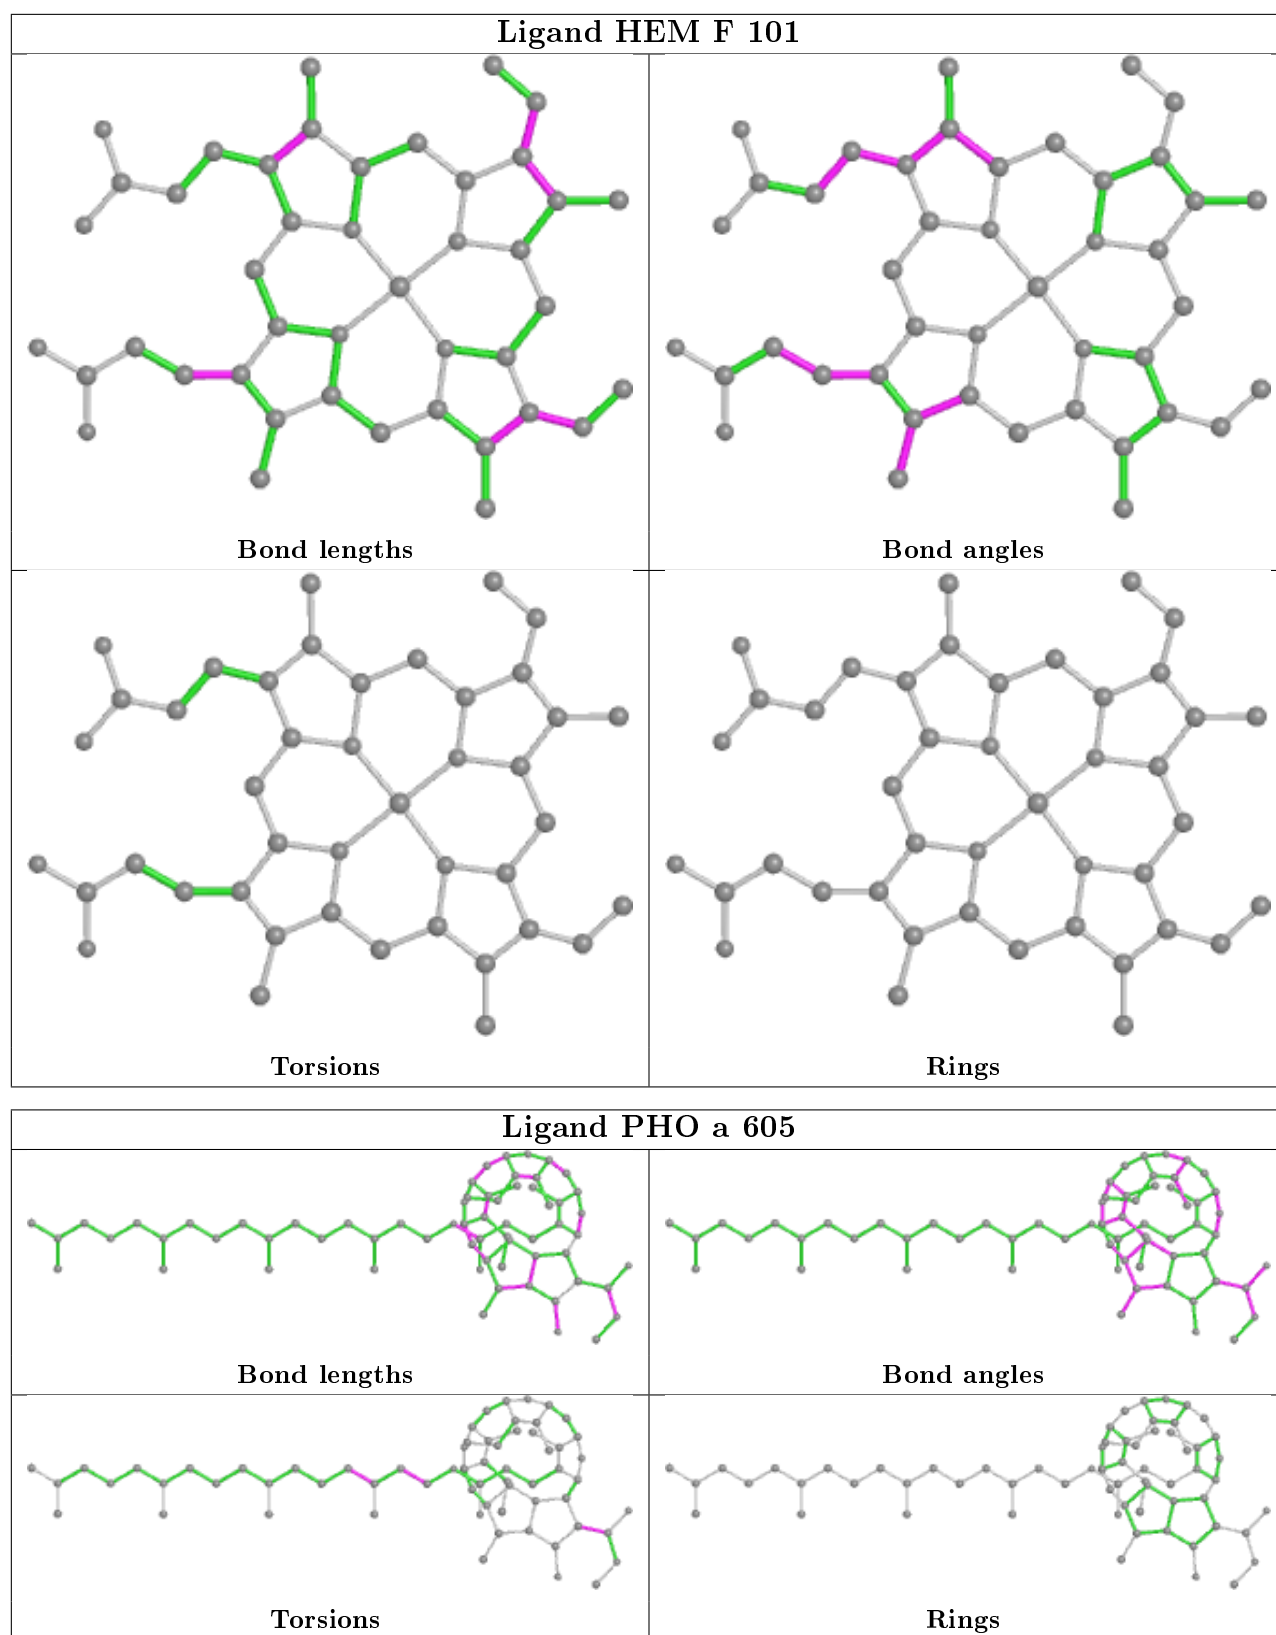 Ligand HEM F 101
Bond lengths
Bond angles
Torsions
Rings
Ligand PHO a 605
Bond lengths
Bond angles
Torsions
Rings